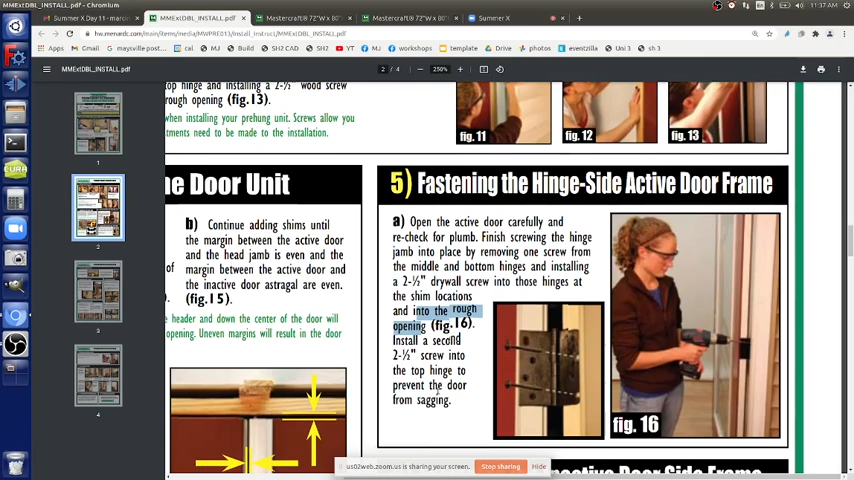 MMExtDBL_INSTALL.pdf - Chromium
11:37 AM
Summer X Day 11 - marc
MMExtDBL_INSTALL.pdf
Mastercraft® 72"W x 80"
Mastercraft® 72"W x 80"
Summer X
hw.menardc.com/main/items/media/MWPRE013/Install_Instruct/MMExtDBL_INSTALL.pdf
Apps
Gmail
maysville post
Google
Build
SH2 CAD
SH2
MJ
workshops
template
eventzilla
Uni 3
sh 3
MMExtDBL_INSTALL.pdf
2 / 4
250%
top hinge and installing a 2-½" wood screw
rough opening (fig.13)
when installing your prehung unit. Screws allow you
tments need to be made to the installation.
fig. 11
fig. 12
fig. 13
1
2
3
4
he Door Unit
b) Continue adding shims until
the margin between the active door
and the head jamb is even and the
of margin between the active door and
the inactive door astragal are even.
(fig.15).
e header and down the center of the door will
opening. Uneven margins will result in the door
5) Fastening the Hinge-Side Active Door Frame
a) Open the active door carefully and
re-check for plumb. Finish screwing the hinge
jamb into place by removing one screw from
the middle and bottom hinges and installing
a 2-½" drywall screw into those hinges at
the shim locations
and into the rough
opening (fig.16).
Install a second
2-½" screw into
the top hinge to
prevent the door
from sagging.
fig. 16
us02web.zoom.us is sharing your screen.
Stop sharing
Hide